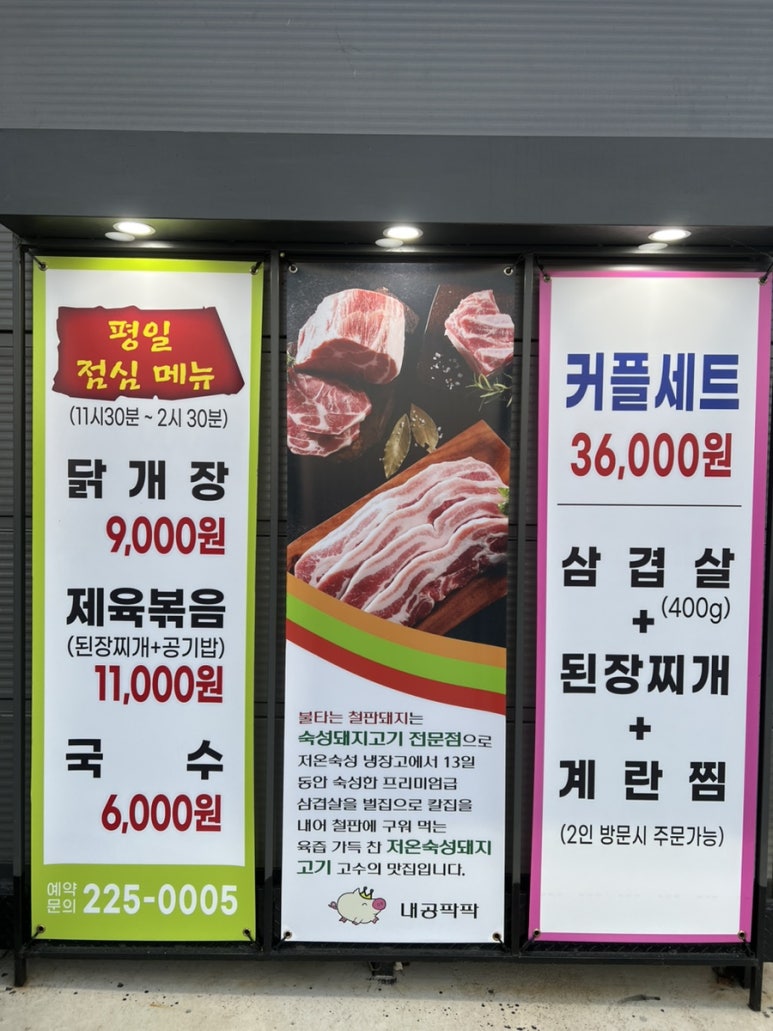 평일
점심 메뉴
(11시30분 ~ 2시 30분)
닭개장
9,000원
제육볶음
(된장찌개+공기밥)
11,000원
국수
6,000원
예약
문의 225-0005
불타는 철판돼지는
숙성돼지고기 전문점으로
저온숙성 냉장고에서 13일
동안 숙성한 프리미엄급
삼겹살을 벌집으로 칼집을
내어 철판에 구워 먹는
육즙 가득 찬 저온숙성돼지
고기 고수의 맛집입니다.
내공팍팍
커플세트
36,000원
삼겹살
(400g)
+
된장찌개
+
계란찜
(2인 방문시 주문가능)